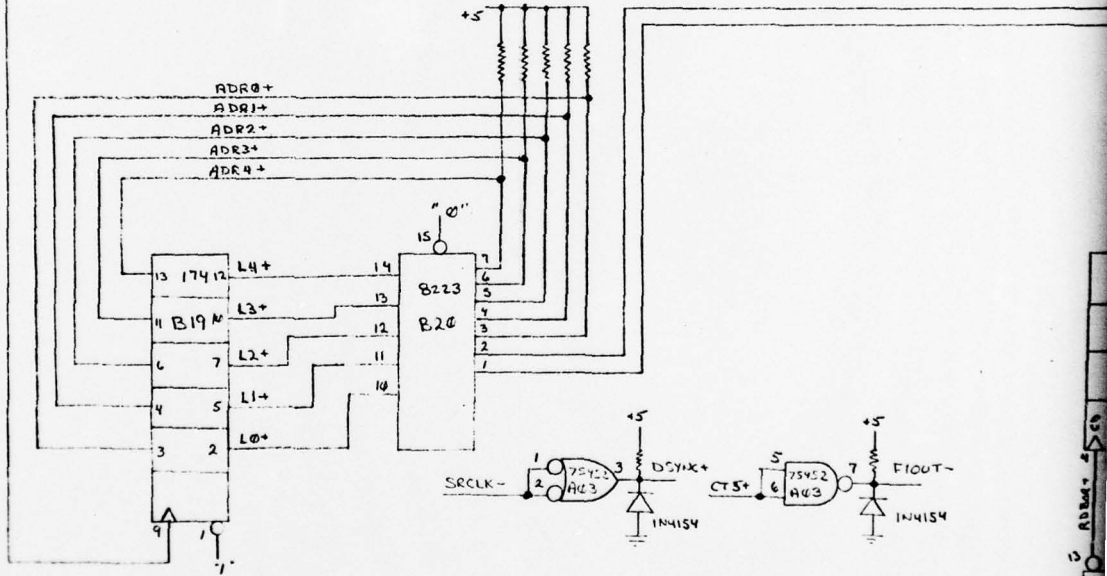 +5
ADR0+
ADR1+
ADR2+
ADR3+
ADR4+
"0"
15
13 174 12 L4+ 14 7
8223 6
11 B19 10 L3+ 13 5
B20 4
6 7 L2+ 12 3
2
4 5 L1+ 11 1
3 2 L0+ 10
9 1
"1"
+5
SRCLK- 1 2 75452 A03 3 DSYNC+
1N4154
+5
CT5+ 5 6 75452 A03 7 F1OUT-
1N4154
RDBOR+
13